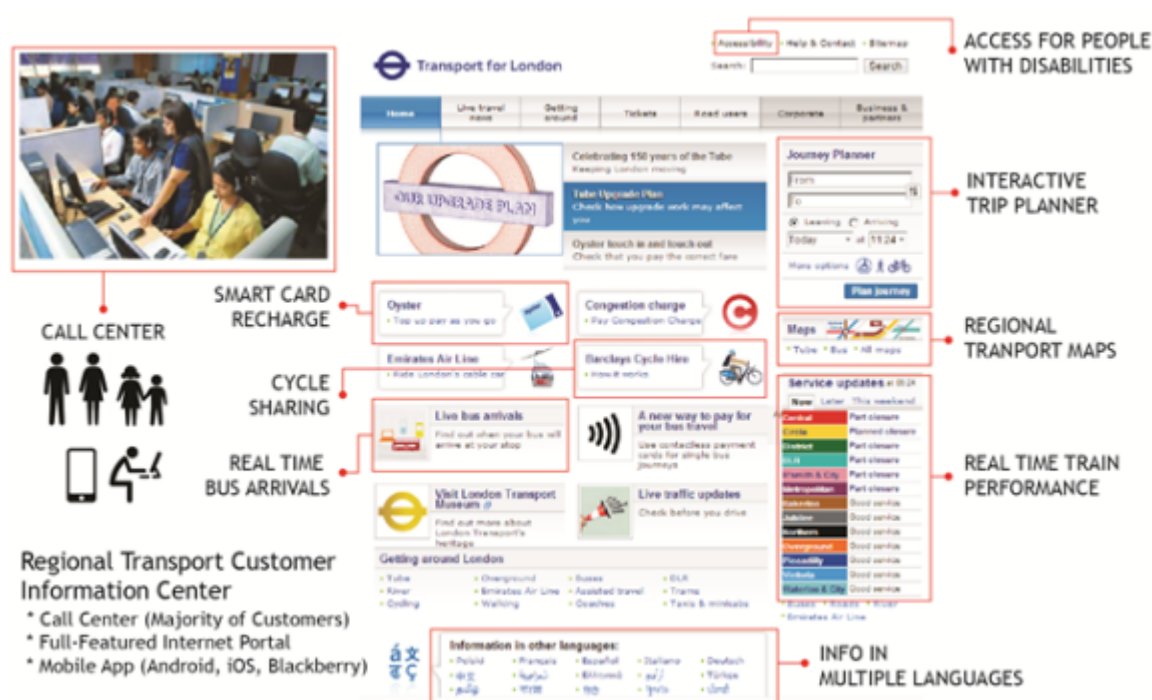 ACCESS FOR PEOPLE
WITH DISABILITIES
Accessibility
Help & Contact
Sitemap
Transport for London
Search:
Search
Home
Live travel
news
Getting
around
Tickets
Road users
Corporate
Business &
partners
OUR UPGRADE PLAN
Celebrating 150 years of the Tube
Keeping London moving
Tube Upgrade Plan
Check how upgrade work may affect
you
Oyster touch in and touch out
Check that you pay the correct fare
Journey Planner
From
To
Leaving
Arriving
Today
at
11:24
More options
Plan journey
INTERACTIVE
TRIP PLANNER
SMART CARD
RECHARGE
Oyster
Top up pay as you go
Congestion charge
Pay Congestion Charge
Maps
Tube
Bus
All maps
REGIONAL
TRANPORT MAPS
CALL CENTER
Emirates Air Line
Ride London's cable car
Barclays Cycle Hire
How it works
CYCLE
SHARING
Service updates
Now
Later
This weekend
Central Part closure
Circle Planned closure
District Part closure
DLR Part closure
Part closure
Metropolitan Part closure
Bakerloo Good service
Jubilee Good service
Northern Good service
Overground Good service
Piccadilly Good service
Victoria Good service
Waterloo & City Good service
Buses
Roads
River
Emirates Air Line
REAL TIME TRAIN
PERFORMANCE
Live bus arrivals
Find out when your bus will
arrive at your stop
A new way to pay for
your bus travel
Use contactless payment
cards for single bus
journeys
REAL TIME
BUS ARRIVALS
Visit London Transport
Museum
Find out more about
London Transport's
heritage
Live traffic updates
Check before you drive
Getting around London
Tube
Overground
Buses
DLR
River
Emirates Air Line
Assisted travel
Trams
Cycling
Walking
Coaches
Taxis & minicabs
Regional Transport Customer
Information Center
* Call Center (Majority of Customers)
* Full-Featured Internet Portal
* Mobile App (Android, iOS, Blackberry)
Information in other languages:
Polski
Français
Español
Italiano
Deutsch
中文
Ελληνικά
Türkçe
INFO IN
MULTIPLE LANGUAGES